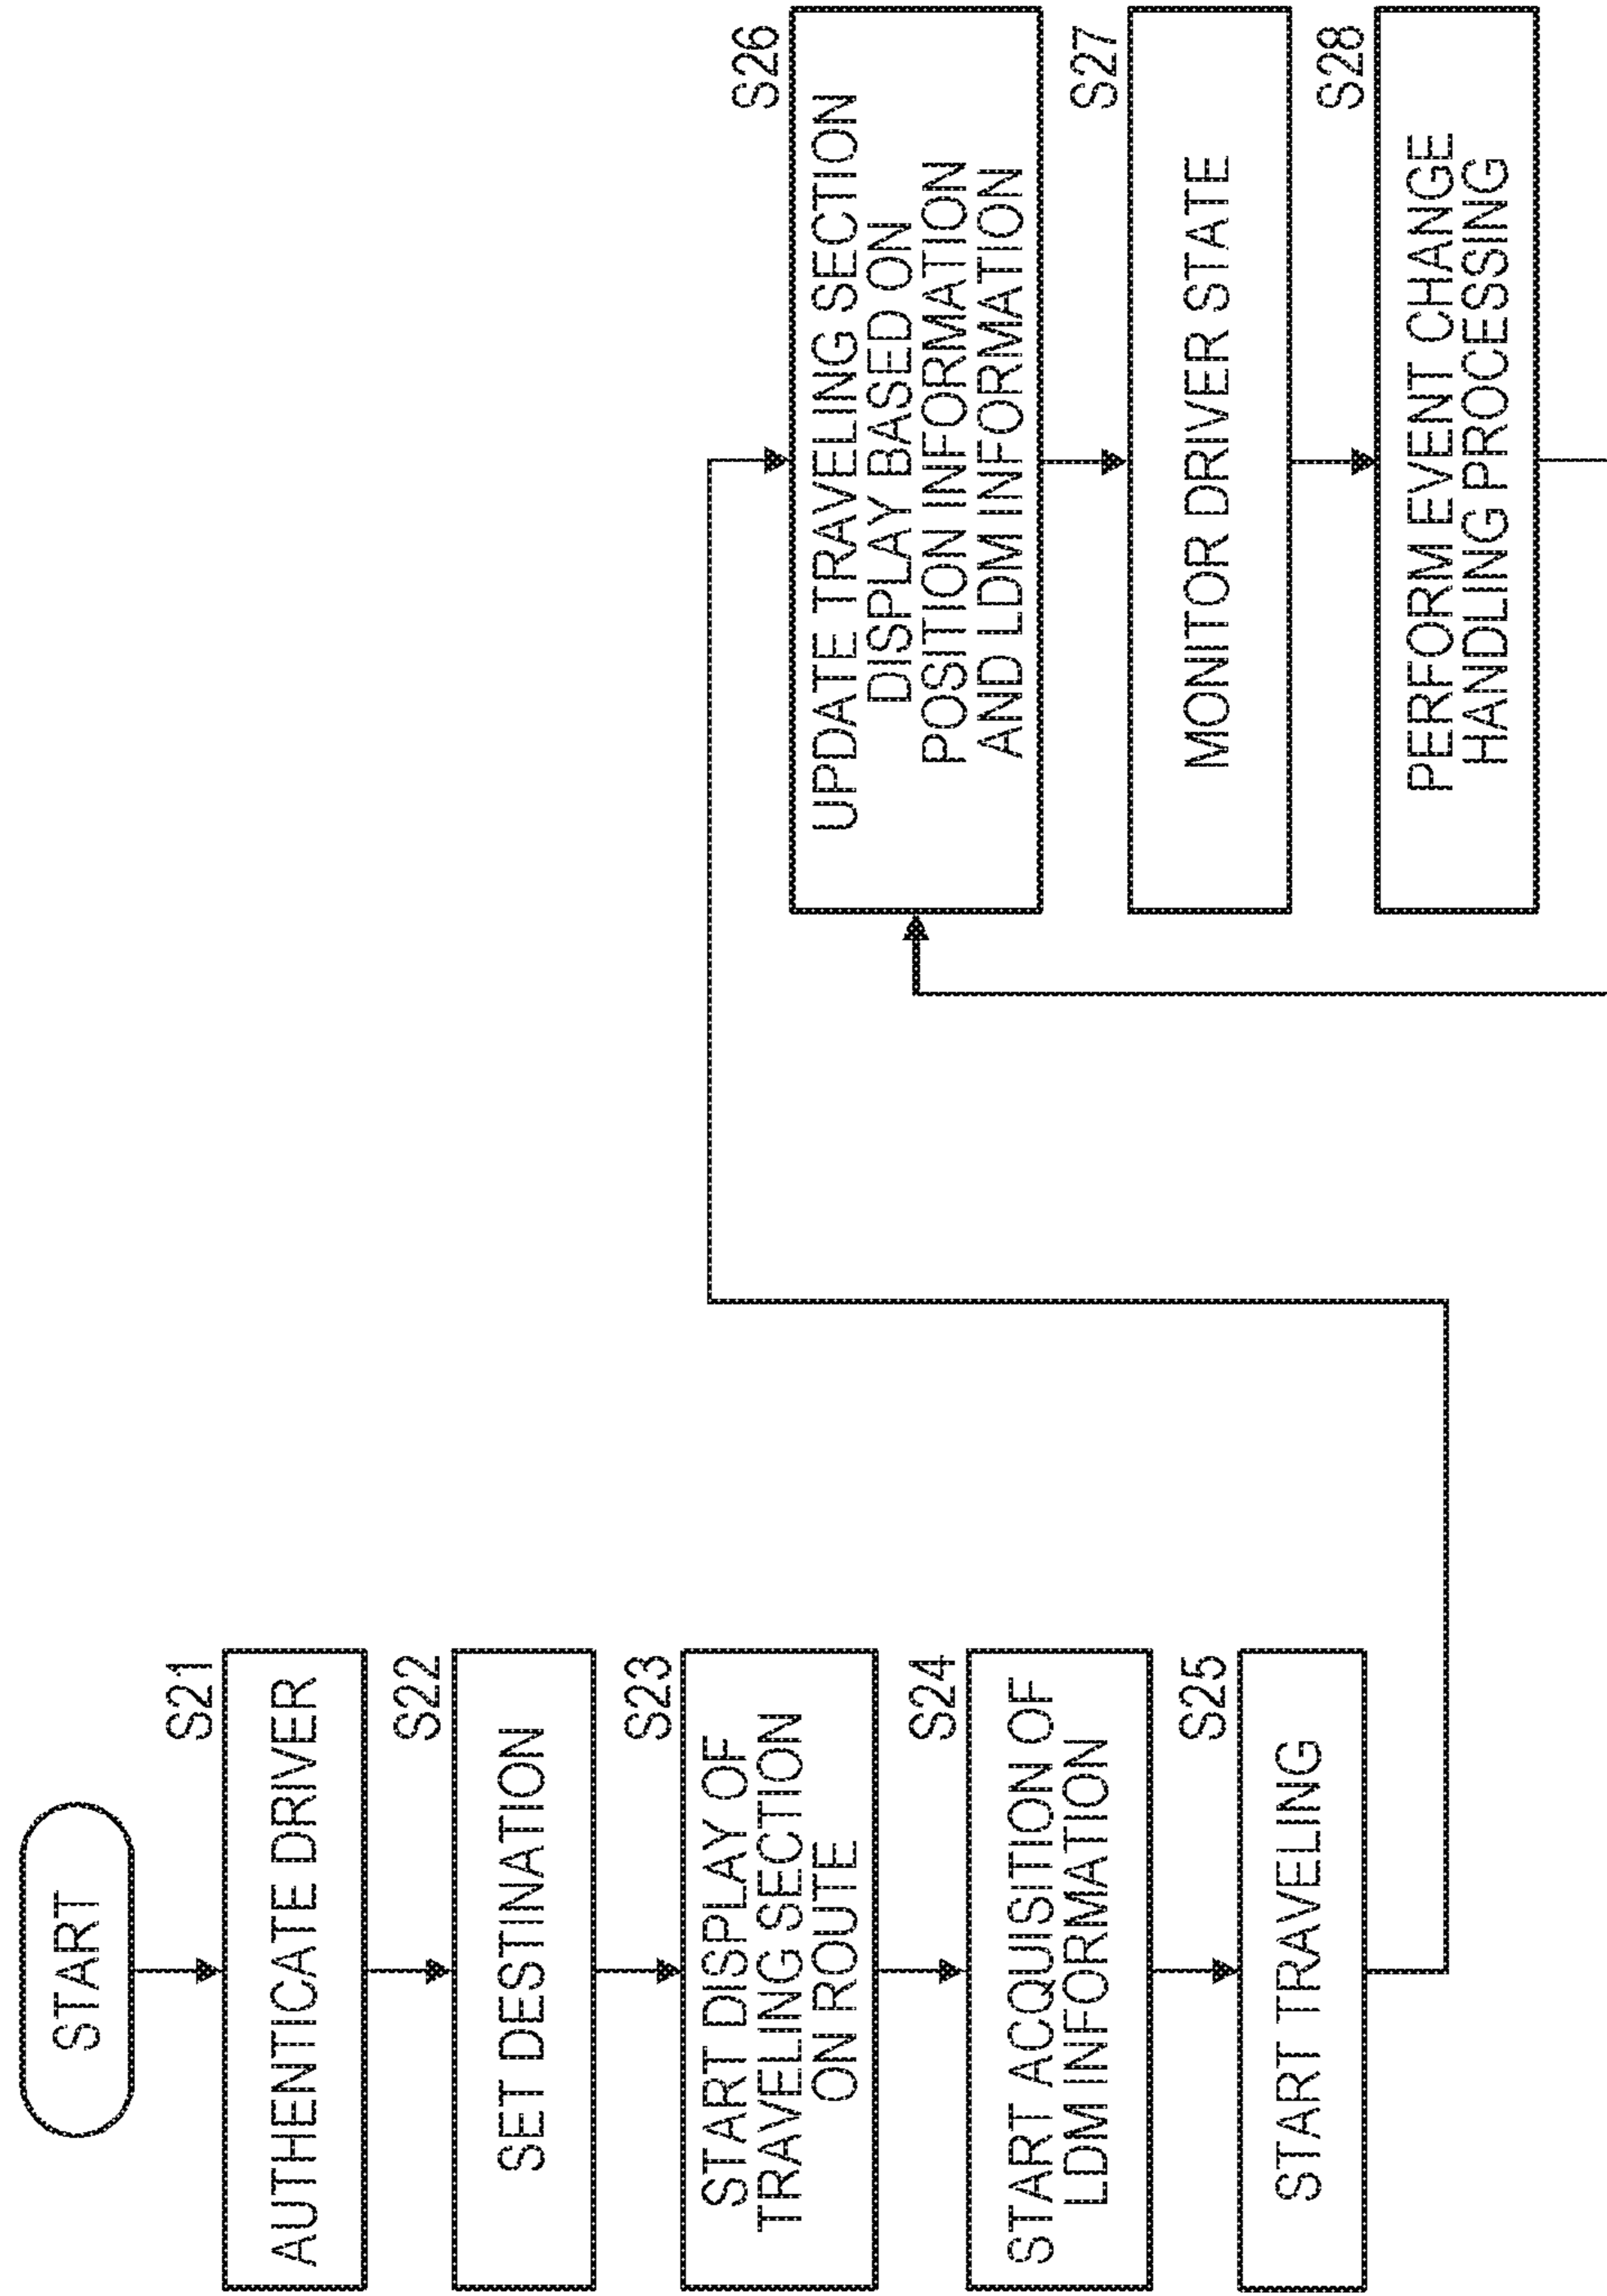 START
S21
AUTHENTICATE DRIVER
S22
SET DESTINATION
S23
START DISPLAY OF
TRAVELING SECTION
ON ROUTE
S24
START ACQUISITION OF
LDM INFORMATION
S25
START TRAVELING
S26
UPDATE TRAVELING SECTION
DISPLAY BASED ON
POSITION INFORMATION
AND LDM INFORMATION
S27
MONITOR DRIVER STATE
S28
PERFORM EVENT CHANGE
HANDLING PROCESSING